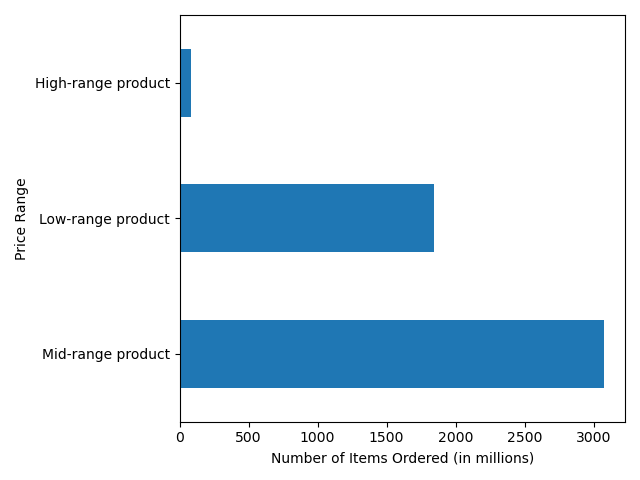 High-range product
Low-range product
Mid-range product
Price Range
0 500 1000 1500 2000 2500 3000
Number of Items Ordered (in millions)